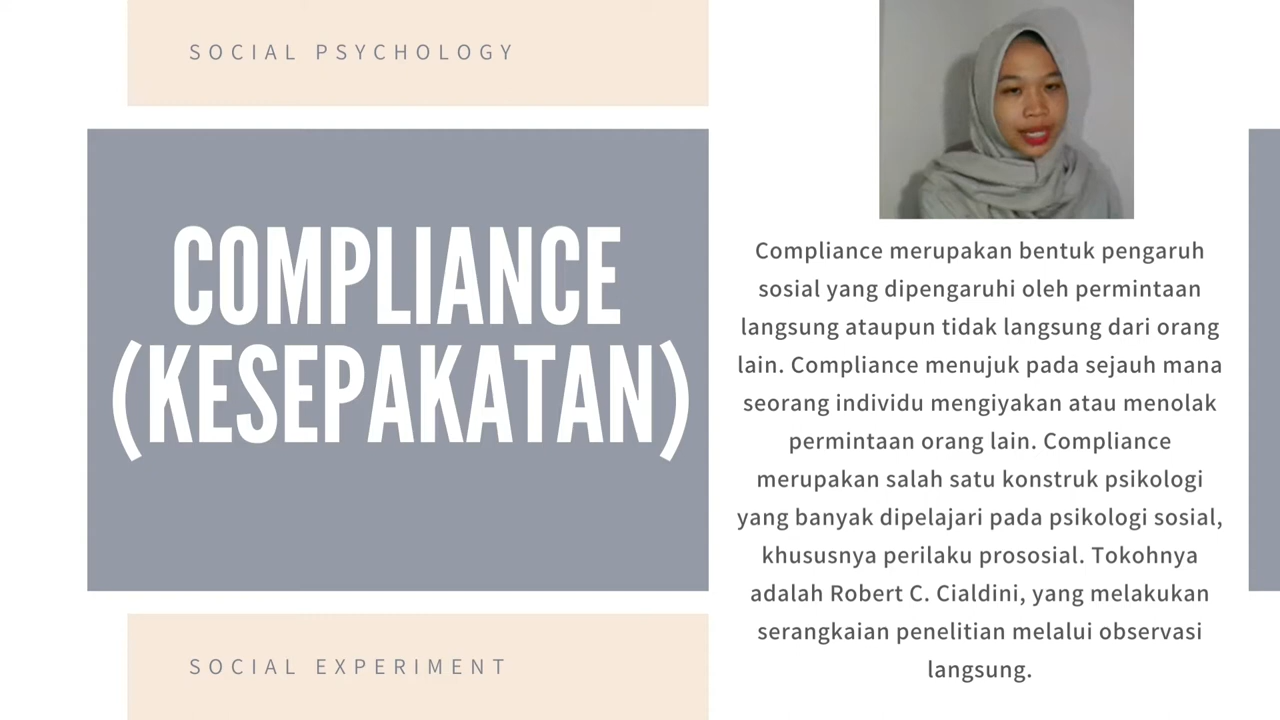 SOCIAL PSYCHOLOGY
COMPLIANCE
(KESEPAKATAN)
SOCIAL EXPERIMENT
Compliance merupakan bentuk pengaruh
sosial yang dipengaruhi oleh permintaan
langsung ataupun tidak langsung dari orang
lain. Compliance menujuk pada sejauh mana
seorang individu mengiyakan atau menolak
permintaan orang lain. Compliance
merupakan salah satu konstruk psikologi
yang banyak dipelajari pada psikologi sosial,
khususnya perilaku prososial. Tokohnya
adalah Robert C. Cialdini, yang melakukan
serangkaian penelitian melalui observasi
langsung.